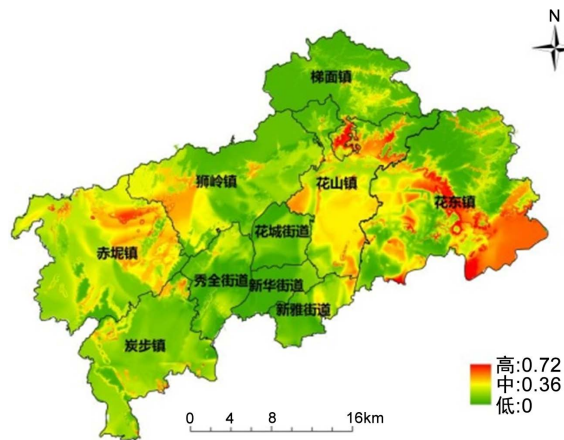 N
梯面镇
狮岭镇
花山镇
花东镇
赤坭镇
花城街道
秀全街道
新华街道
新雅街道
炭步镇
高:0.72
中:0.36
低:0
0 4 8 16km